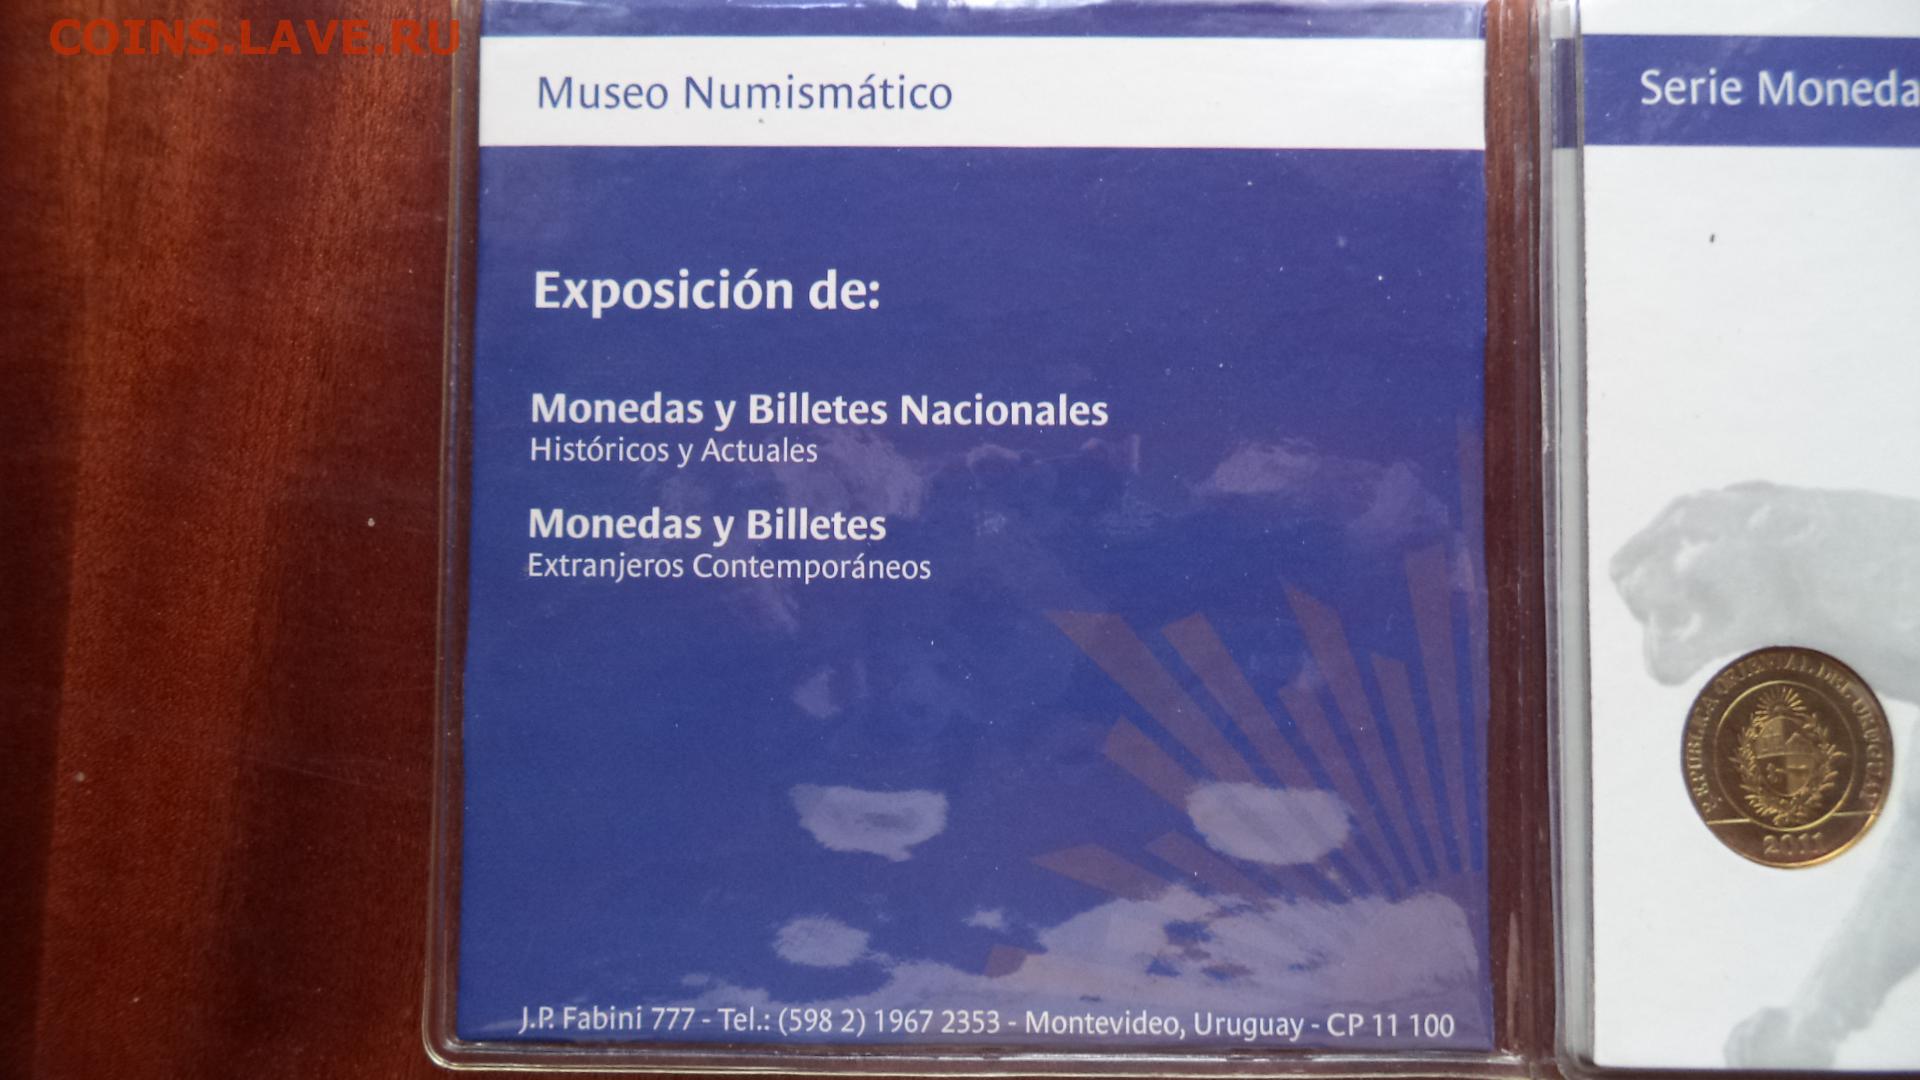 COINS.LAVE.RU
Museo Numismático
Exposición de:
Monedas y Billetes Nacionales
Históricos y Actuales
Monedas y Billetes
Extranjeros Contemporáneos
J.P. Fabini 777 - Tel.: (598 2) 1967 2353 - Montevideo, Uruguay - CP 11 100
Serie Moneda
REPUBLICA ORIENTAL DEL URUGUAY
2011